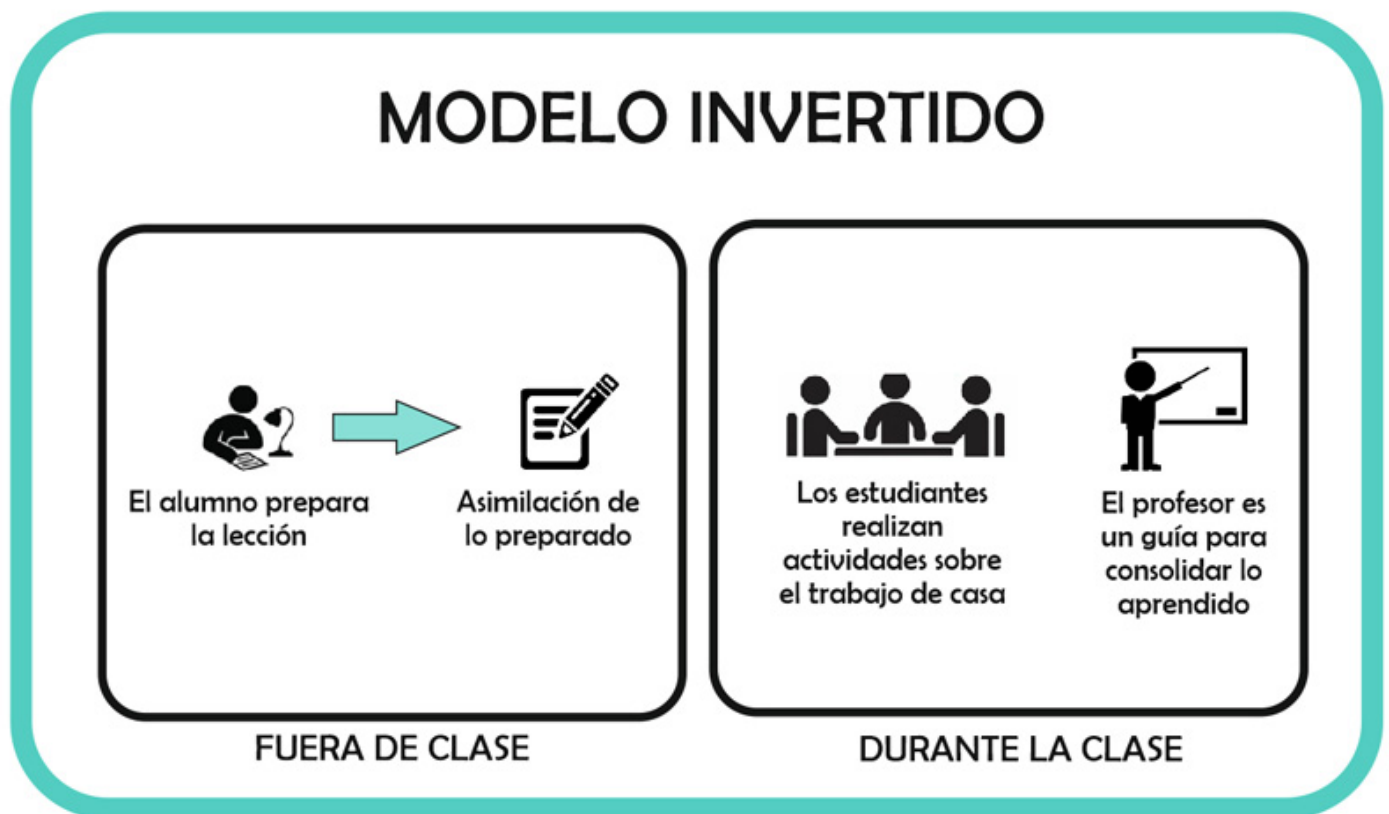 MODELO INVERTIDO
El alumno prepara
la lección
Asimilación de
lo preparado
Los estudiantes
realizan
actividades sobre
el trabajo de casa
El profesor es
un guía para
consolidar lo
aprendido
FUERA DE CLASE
DURANTE LA CLASE